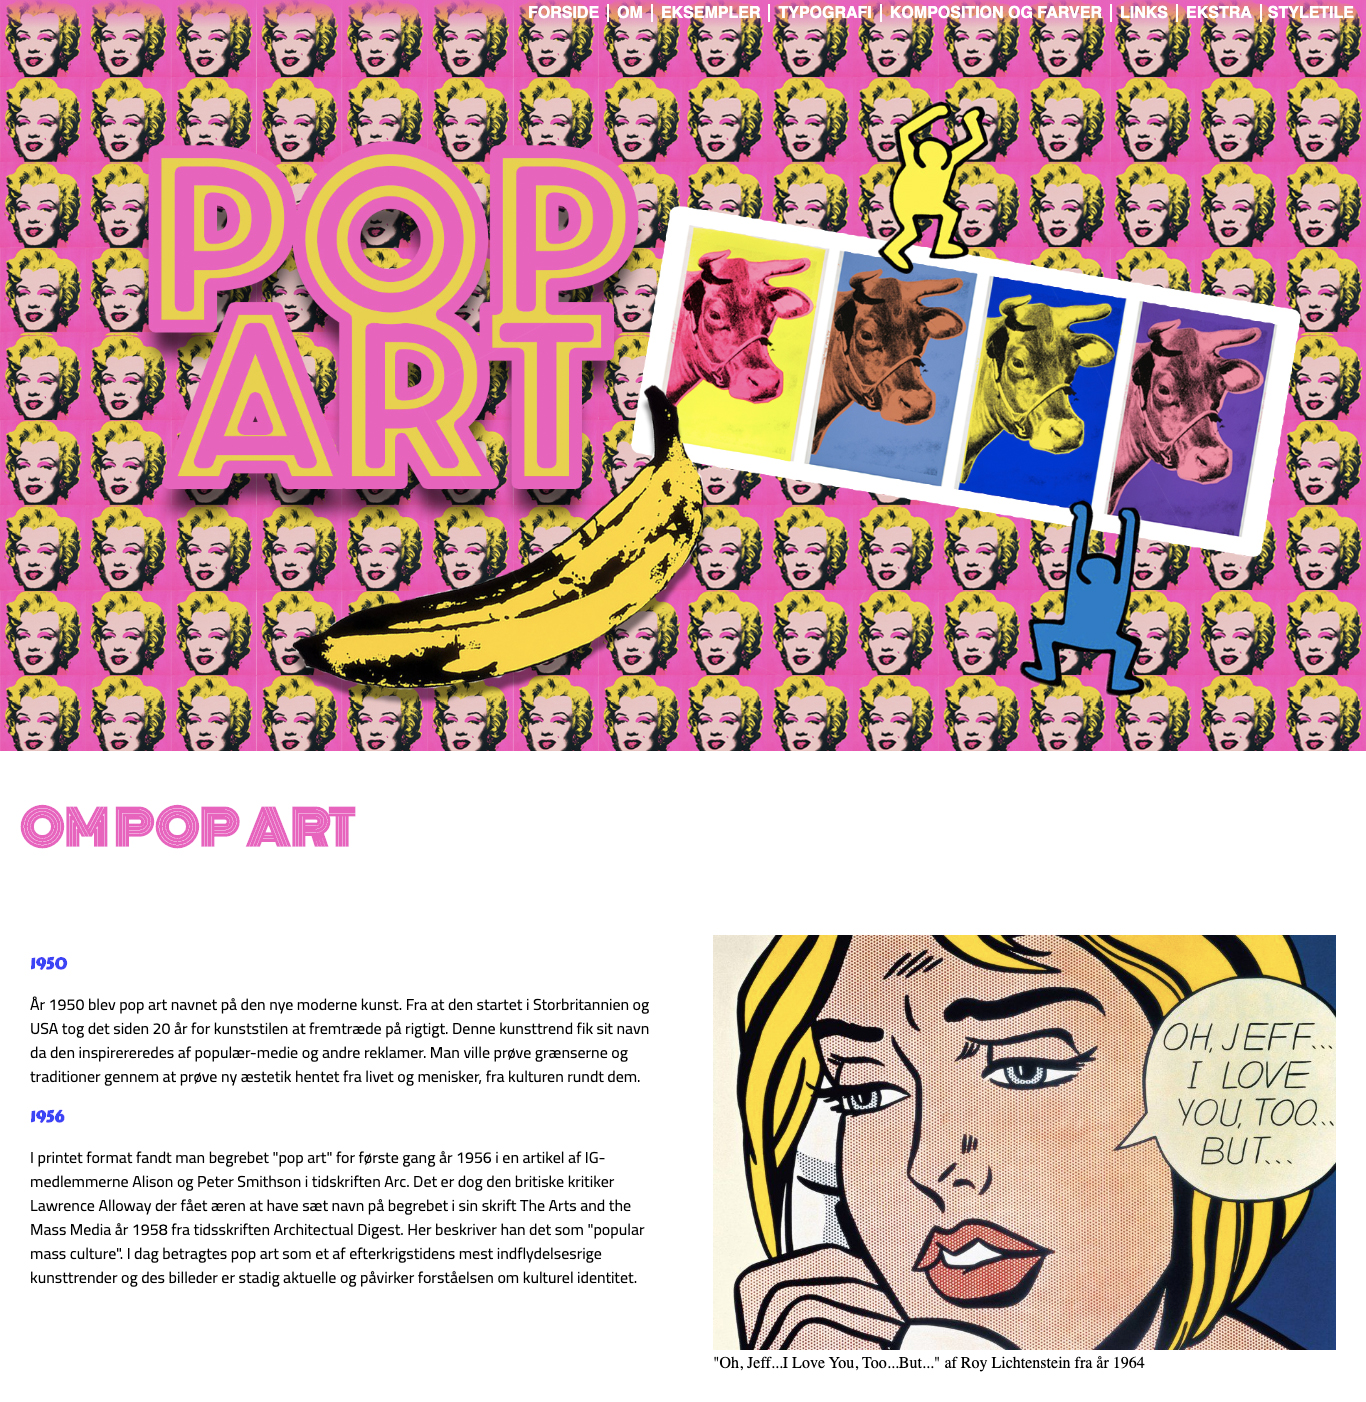 FORSIDE | OM | EKSEMPLER | TYPOGRAFI | KOMPOSITION OG FARVER | LINKS | EKSTRA | STYLETILE
POP
ART
OM POP ART
1950
År 1950 blev pop art navnet på den nye moderne kunst. Fra at den startet i Storbritannien og
USA tog det siden 20 år for kunststilen at fremtræde på rigtigt. Denne kunsttrend fik sit navn
da den inspirereredes af populær-medie og andre reklamer. Man ville prøve grænserne og
traditioner gennem at prøve ny æstetik hentet fra livet og menisker, fra kulturen rundt dem.
1956
I printet format fandt man begrebet "pop art" for første gang år 1956 i en artikel af IG-
medlemmerne Alison og Peter Smithson i tidskriften Arc. Det er dog den britiske kritiker
Lawrence Alloway der fået æren at have sæt navn på begrebet i sin skrift The Arts and the
Mass Media år 1958 fra tidsskriften Architectual Digest. Her beskriver han det som "popular
mass culture". I dag betragtes pop art som et af efterkrigstidens mest indflydelsesrige
kunsttrender og des billeder er stadig aktuelle og påvirker forståelsen om kulturel identitet.
OH, JEFF...
I LOVE
YOU, TOO...
BUT...
"Oh, Jeff...I Love You, Too...But..." af Roy Lichtenstein fra år 1964